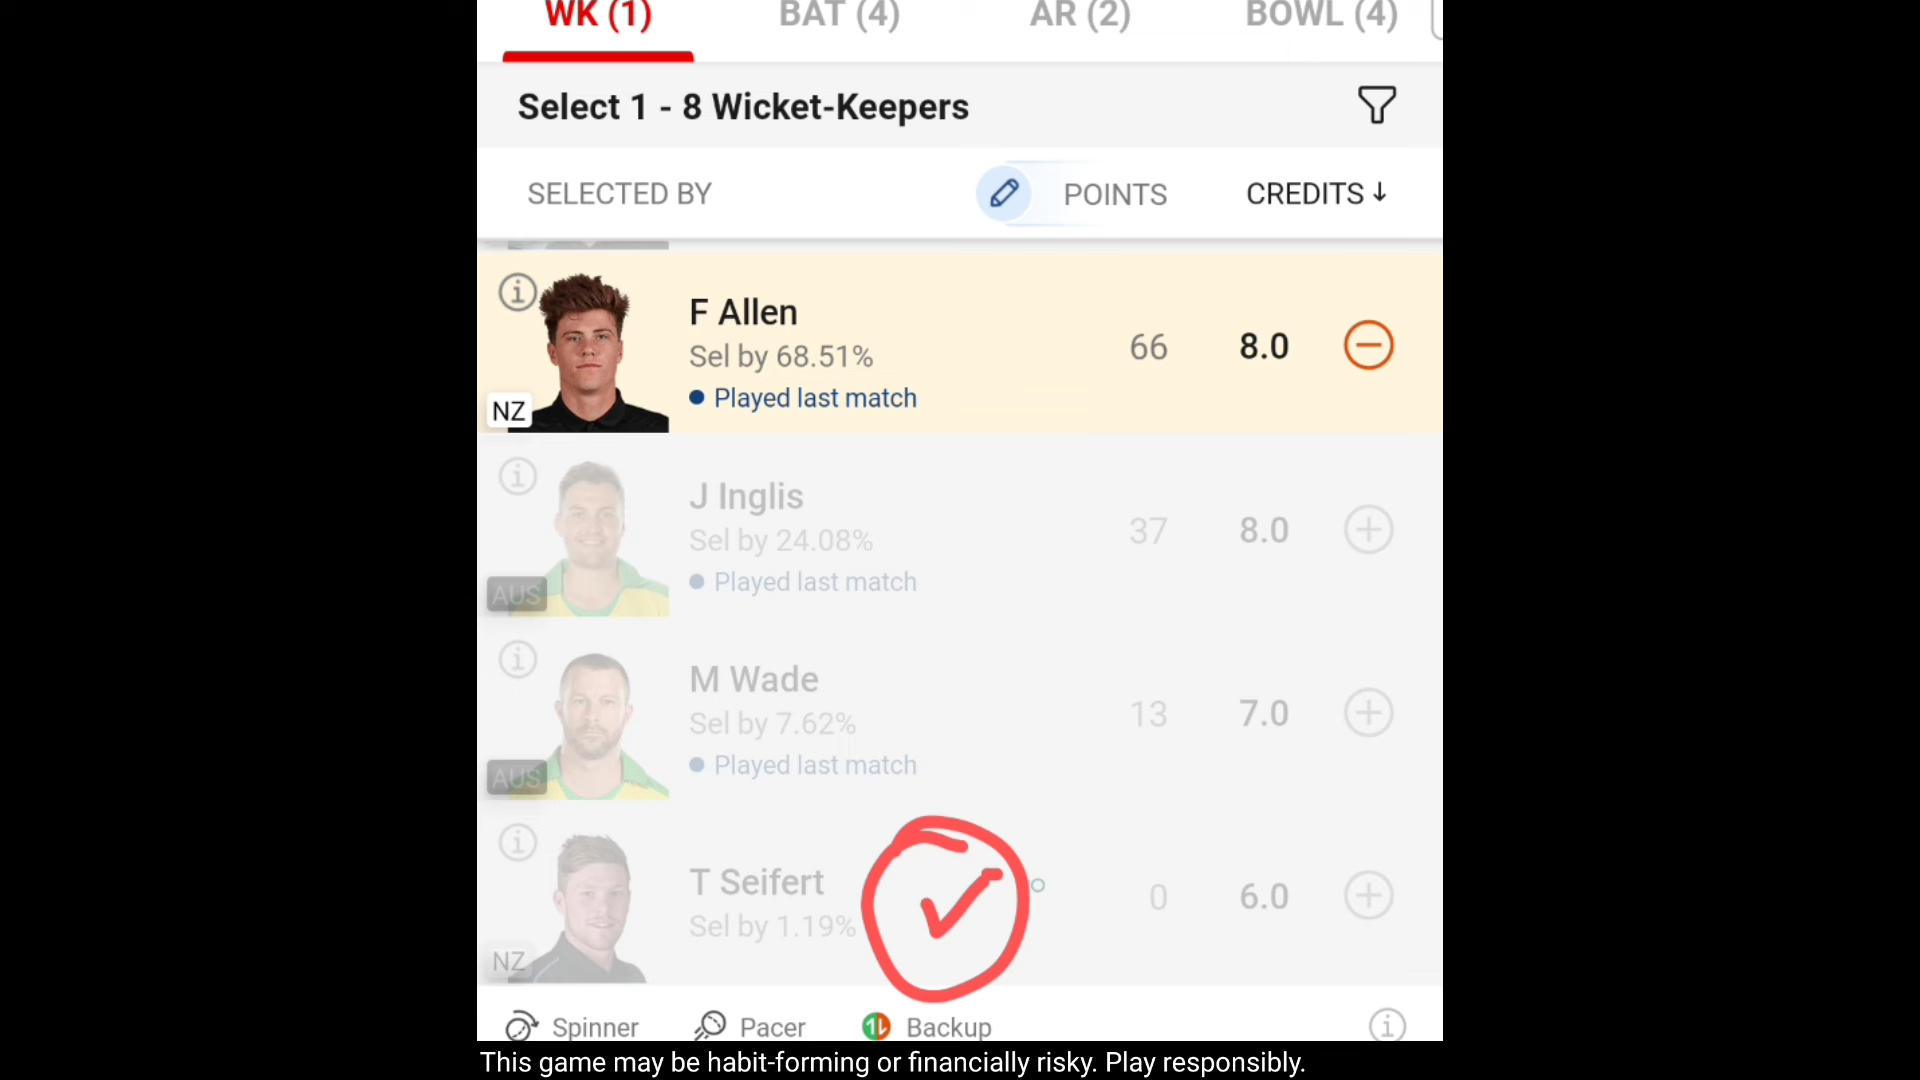 WK (1) BAT (4) AR (2) BOWL (4)
Select 1 - 8 Wicket-Keepers
SELECTED BY POINTS CREDITS↓
F Allen
Sel by 68.51% 66 8.0
Played last match
NZ
J Inglis
Sel by 24.08% 37 8.0
Played last match
AUS
M Wade
Sel by 7.62% 13 7.0
Played last match
AUS
T Seifert
Sel by 1.19% 0 6.0
NZ
Spinner Pacer Backup
This game may be habit-forming or financially risky. Play responsibly.